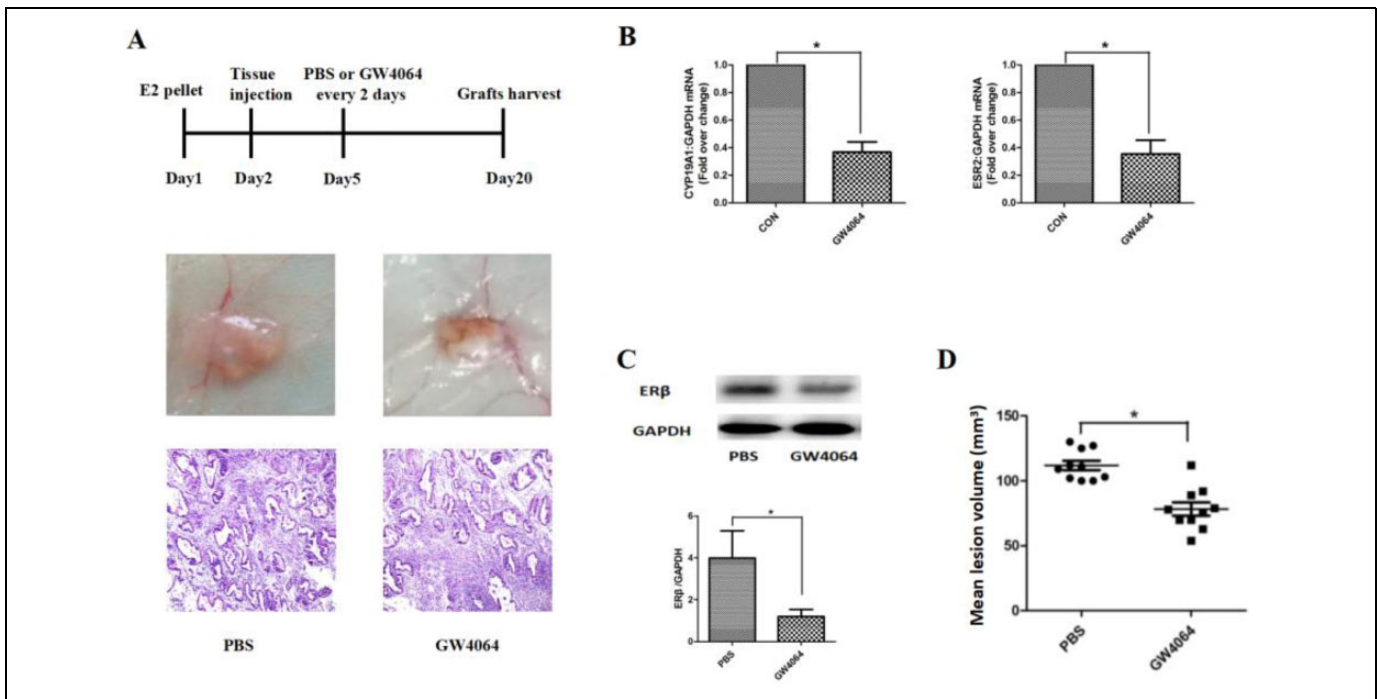 A
Tissue injection
PBS or GW4064 every 2 days
E2 pellet
Grafts harvest
Day1
Day2
Day5
Day20
PBS
GW4064
B
CYP19A1:GAPDH mRNA
(Fold over change)
1.0
0.8
0.6
0.4
0.2
0.0
*
CON
GW4064
ESR2:GAPDH mRNA
(Fold over change)
1.0
0.8
0.6
0.4
0.2
0.0
*
CON
GW4064
C
ERβ
GAPDH
PBS GW4064
ERβ/GAPDH
6
4
2
0
*
PBS
GW4064
D
Mean lesion volume (mm³)
150
100
50
0
*
PBS
GW4064